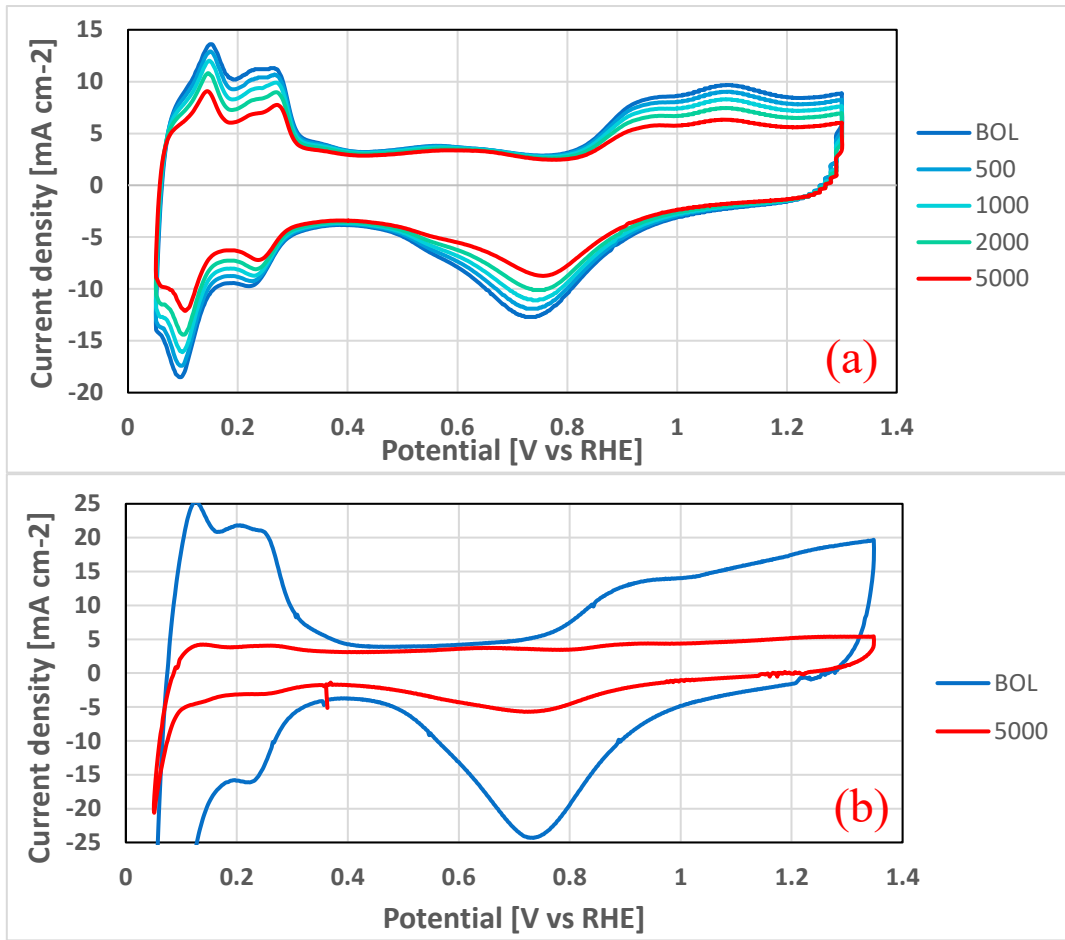 15
10
5
0
-5
-10
-15
-20
Current density [mA cm-2]
0 0.2 0.4 0.6 0.8 1 1.2 1.4
Potential [V vs RHE]
BOL
500
1000
2000
5000
(a)
25
20
15
10
5
0
-5
-10
-15
-20
-25
Current density [mA cm-2]
0 0.2 0.4 0.6 0.8 1 1.2 1.4
Potential [V vs RHE]
BOL
5000
(b)